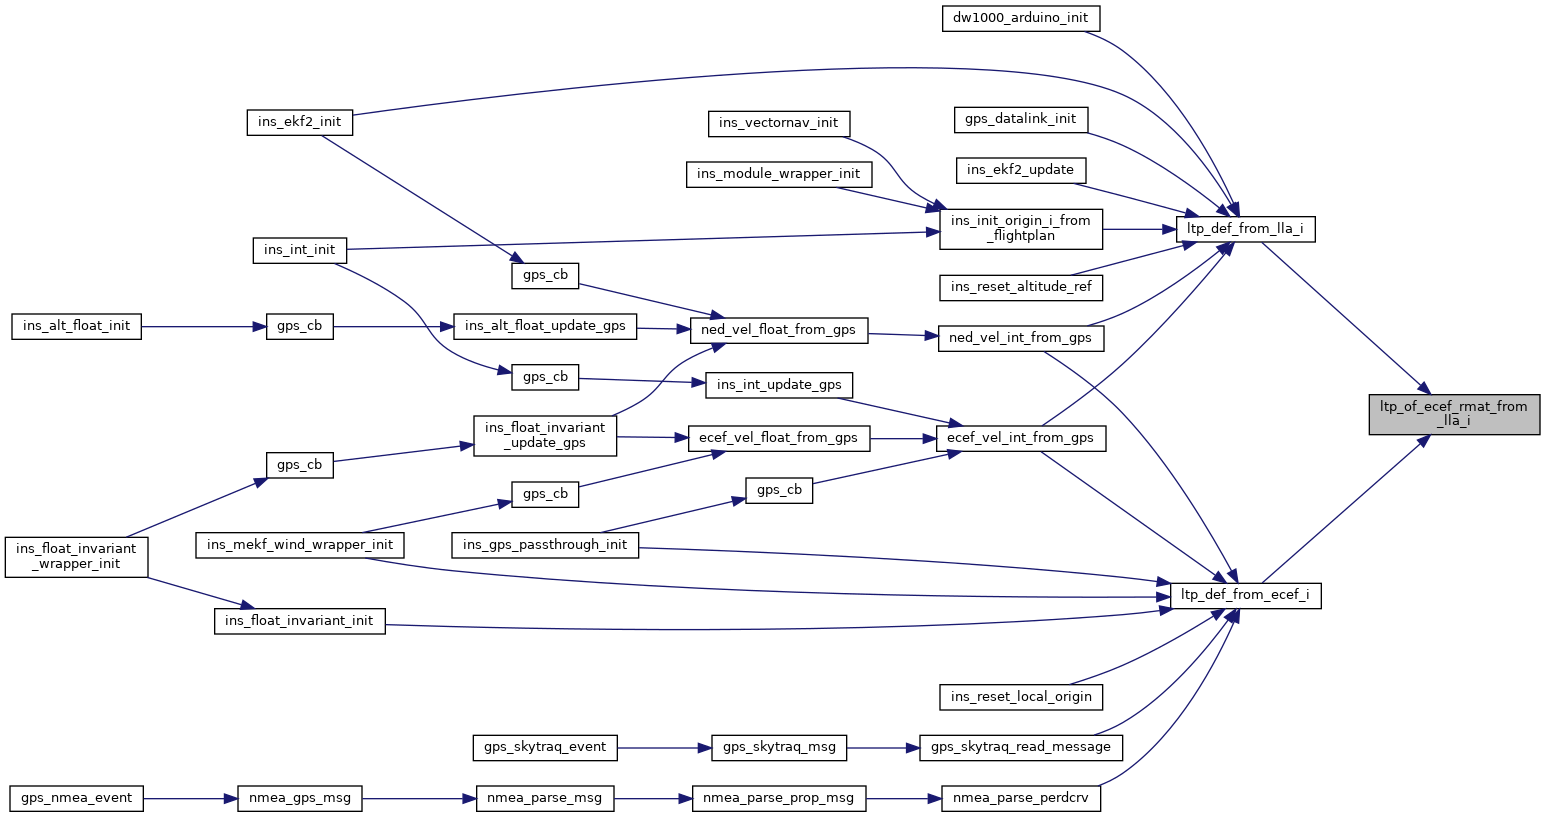 dw1000_arduino_init
ins_ekf2_init
ins_vectornav_init
gps_datalink_init
ins_module_wrapper_init
ins_ekf2_update
ins_init_origin_i_from
_flightplan
ltp_def_from_lla_i
ins_int_init
gps_cb
ins_reset_altitude_ref
ins_alt_float_init
gps_cb
ins_alt_float_update_gps
ned_vel_float_from_gps
ned_vel_int_from_gps
gps_cb
ins_int_update_gps
ltp_of_ecef_rmat_from
_lla_i
ins_float_invariant
_update_gps
ecef_vel_float_from_gps
ecef_vel_int_from_gps
gps_cb
gps_cb
gps_cb
ins_float_invariant
_wrapper_init
ins_mekf_wind_wrapper_init
ins_gps_passthrough_init
ltp_def_from_ecef_i
ins_float_invariant_init
ins_reset_local_origin
gps_skytraq_event
gps_skytraq_msg
gps_skytraq_read_message
gps_nmea_event
nmea_gps_msg
nmea_parse_msg
nmea_parse_prop_msg
nmea_parse_perdcrv